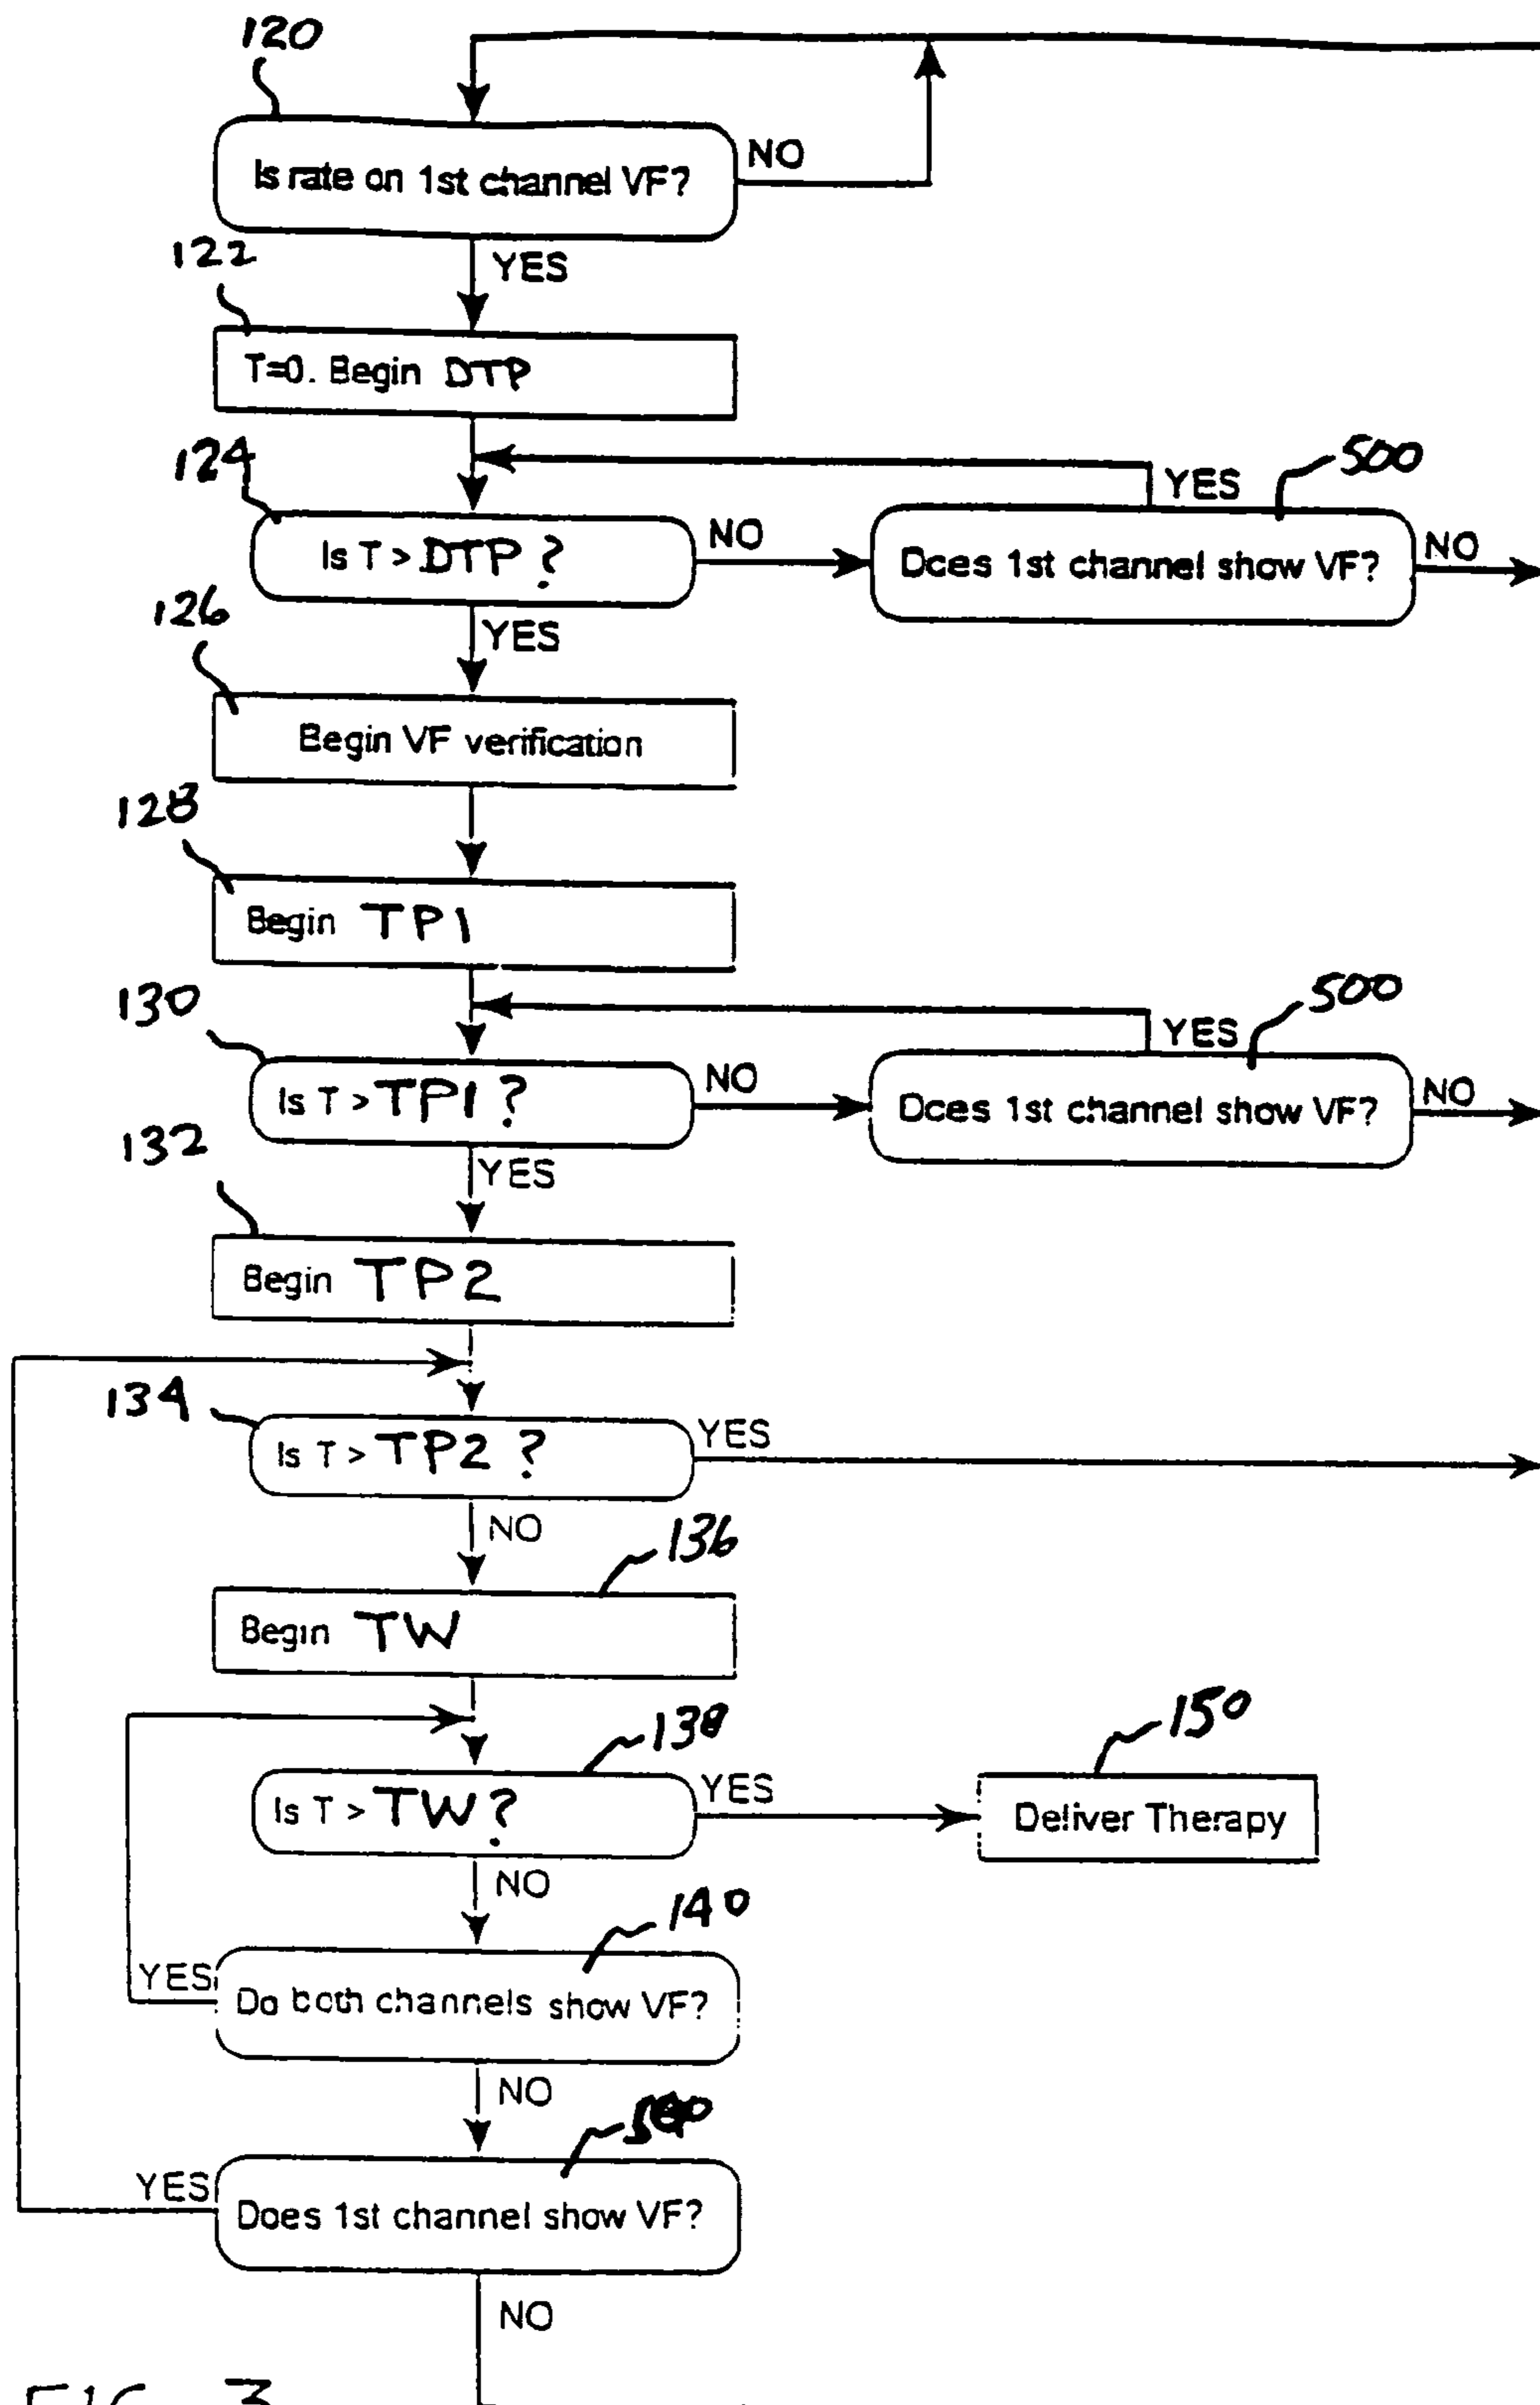 120
Is rate on 1st channel VF?
NO
YES
122
T=0. Begin DTP
124
Is T > DTP ?
NO
YES
500
Does 1st channel show VF?
NO
YES
126
Begin VF verification
128
Begin TP1
130
Is T > TP1 ?
NO
YES
500
Does 1st channel show VF?
NO
YES
132
Begin TP2
134
Is T > TP2 ?
YES
NO
136
Begin TW
138
Is T > TW ?
YES
150
Deliver Therapy
NO
140
YES
Do both channels show VF?
NO
YES
Does 1st channel show VF?
NO
FIG. 3